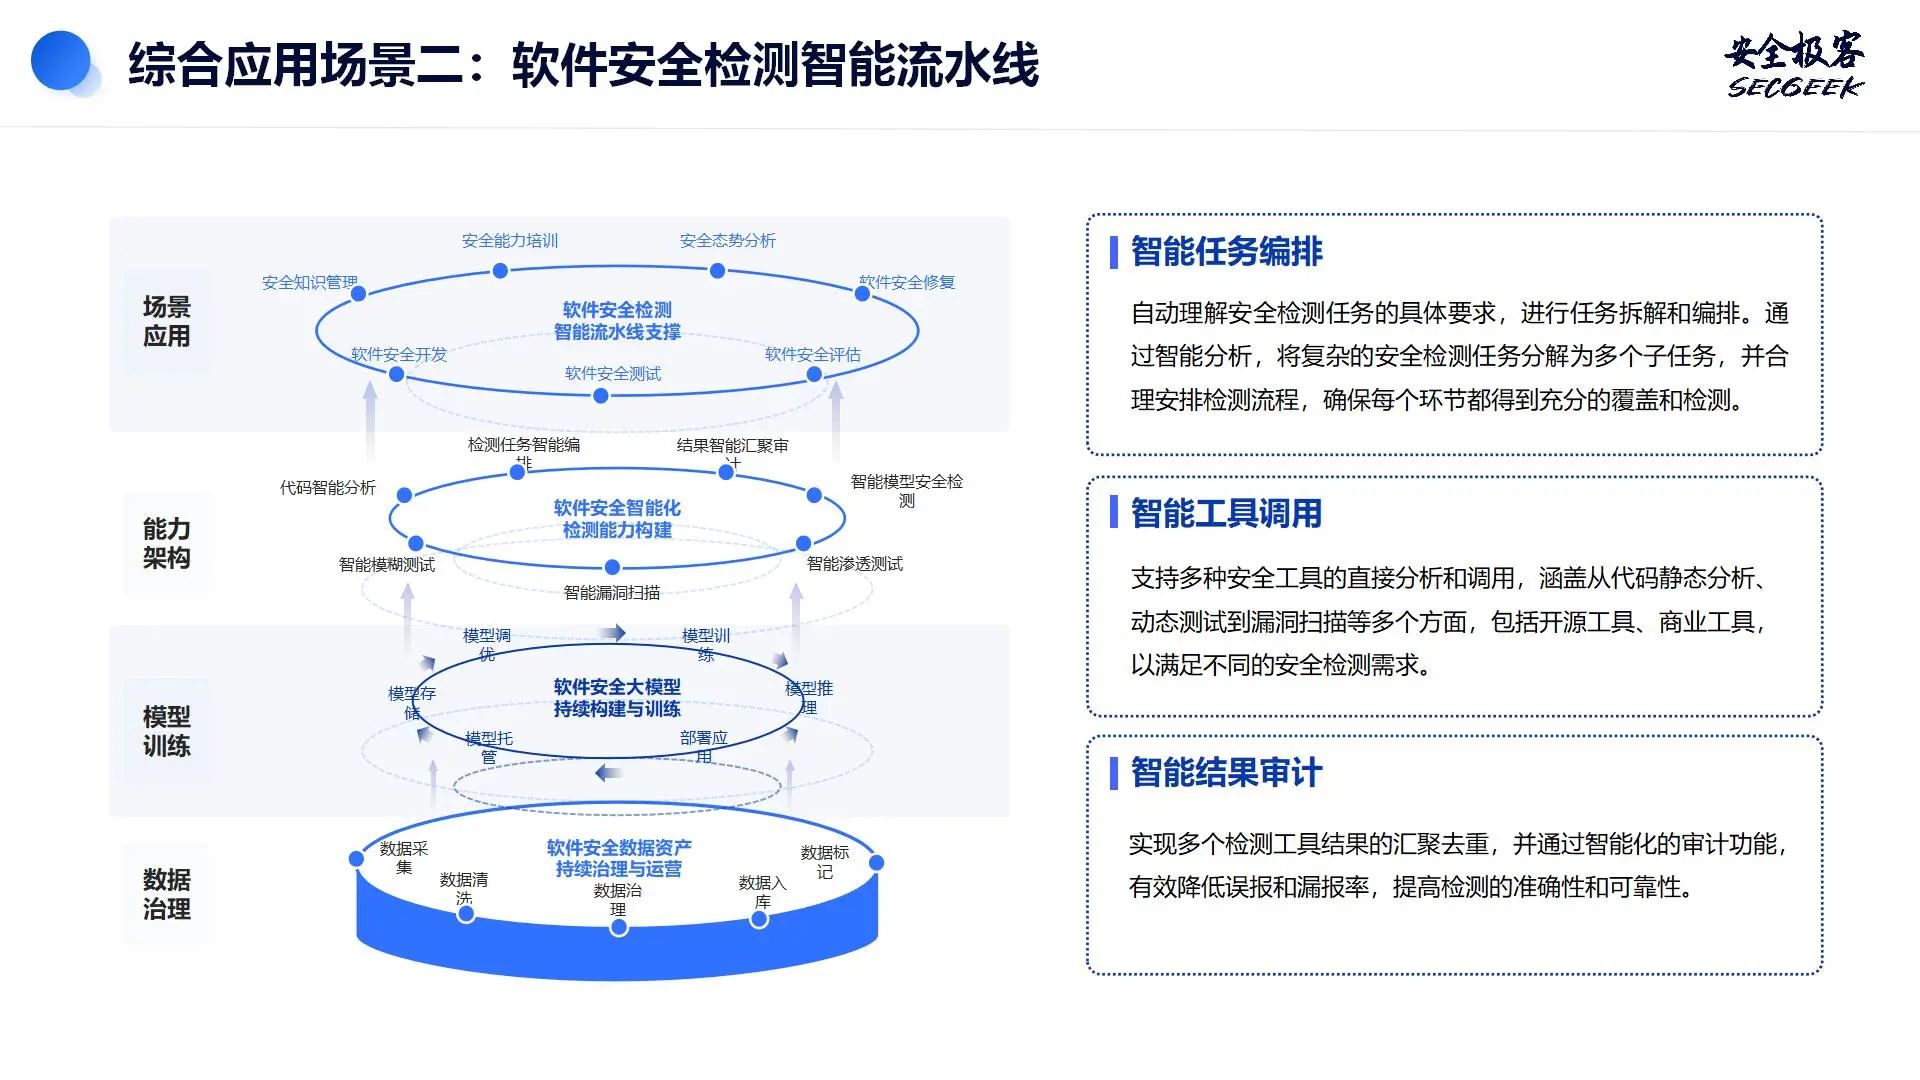 综合应用场景二：软件安全检测智能流水线
安全极客
SECGEEK
场景
应用
安全能力培训
安全态势分析
安全知识管理
软件安全修复
软件安全检测
智能流水线支撑
软件安全开发
软件安全评估
软件安全测试
能力
架构
检测任务智能编
排
结果智能汇聚审
计
代码智能分析
智能模型安全检
测
软件安全智能化
检测能力构建
智能模糊测试
智能渗透测试
智能漏洞扫描
模型
训练
模型调
优
模型训
练
模型存
储
模型推
理
软件安全大模型
持续构建与训练
模型托
管
部署应
用
数据
治理
软件安全数据资产
持续治理与运营
数据采
集
数据清
洗
数据治
理
数据入
库
数据标
记
智能任务编排
自动理解安全检测任务的具体要求，进行任务拆解和编排。通
过智能分析，将复杂的安全检测任务分解为多个子任务，并合
理安排检测流程，确保每个环节都得到充分的覆盖和检测。
智能工具调用
支持多种安全工具的直接分析和调用，涵盖从代码静态分析、
动态测试到漏洞扫描等多个方面，包括开源工具、商业工具，
以满足不同的安全检测需求。
智能结果审计
实现多个检测工具结果的汇聚去重，并通过智能化的审计功能，
有效降低误报和漏报率，提高检测的准确性和可靠性。